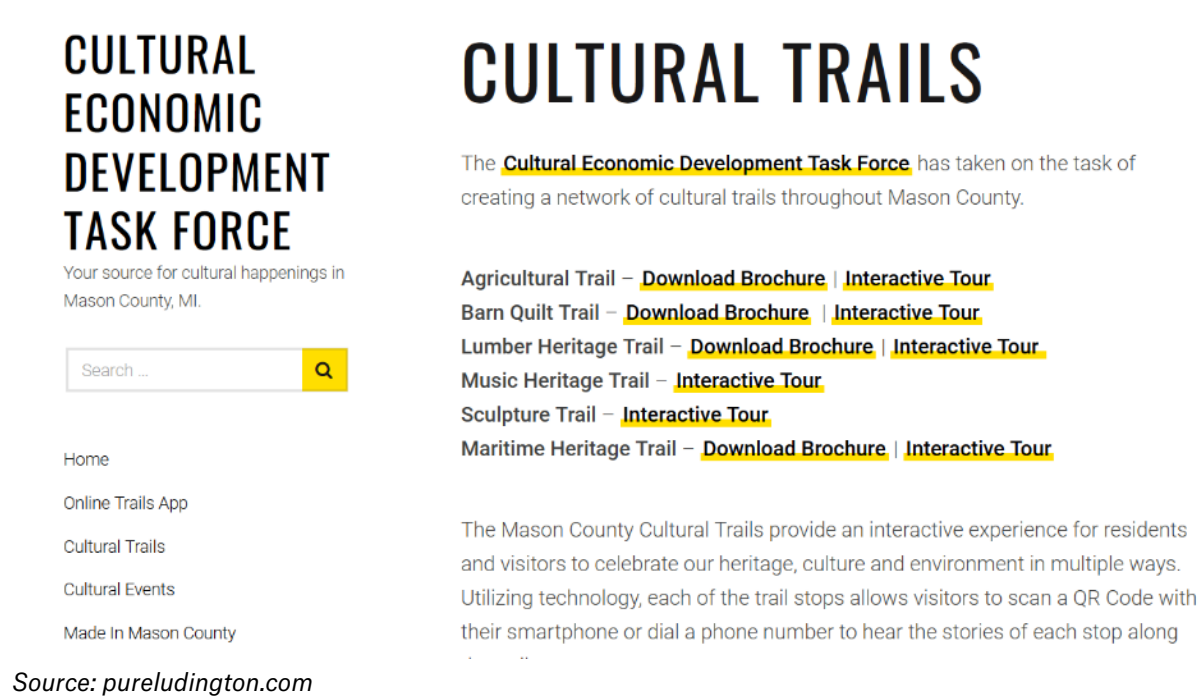 CULTURAL
ECONOMIC
DEVELOPMENT
TASK FORCE
Your source for cultural happenings in
Mason County, MI.
Search ...
Home
Online Trails App
Cultural Trails
Cultural Events
Made In Mason County
CULTURAL TRAILS
The Cultural Economic Development Task Force has taken on the task of
creating a network of cultural trails throughout Mason County.
Agricultural Trail – Download Brochure | Interactive Tour
Barn Quilt Trail – Download Brochure | Interactive Tour
Lumber Heritage Trail – Download Brochure | Interactive Tour
Music Heritage Trail – Interactive Tour
Sculpture Trail – Interactive Tour
Maritime Heritage Trail – Download Brochure | Interactive Tour
The Mason County Cultural Trails provide an interactive experience for residents
and visitors to celebrate our heritage, culture and environment in multiple ways.
Utilizing technology, each of the trail stops allows visitors to scan a QR Code with
their smartphone or dial a phone number to hear the stories of each stop along
Source: pureludington.com